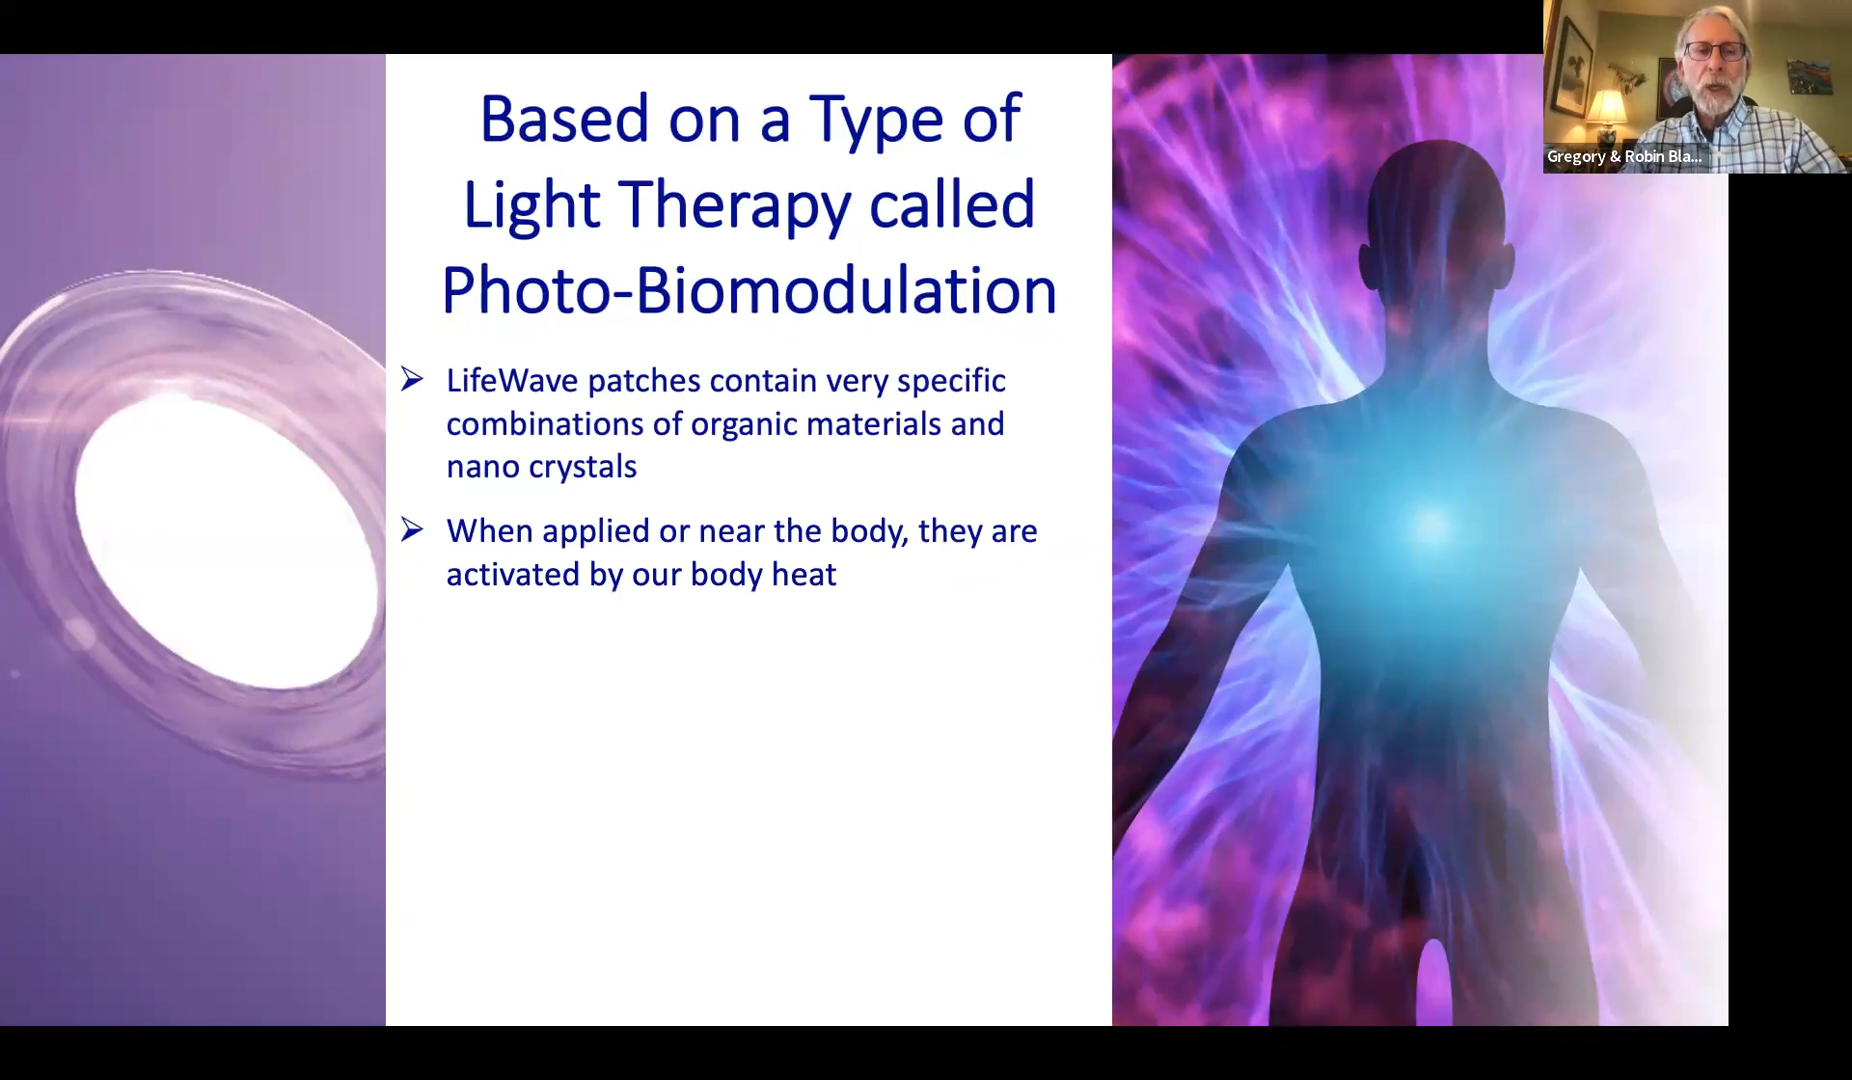 Based on a Type of
Light Therapy called
Photo-Biomodulation
➢ LifeWave patches contain very specific
combinations of organic materials and
nano crystals
➢ When applied or near the body, they are
activated by our body heat
Gregory & Robin Bla...